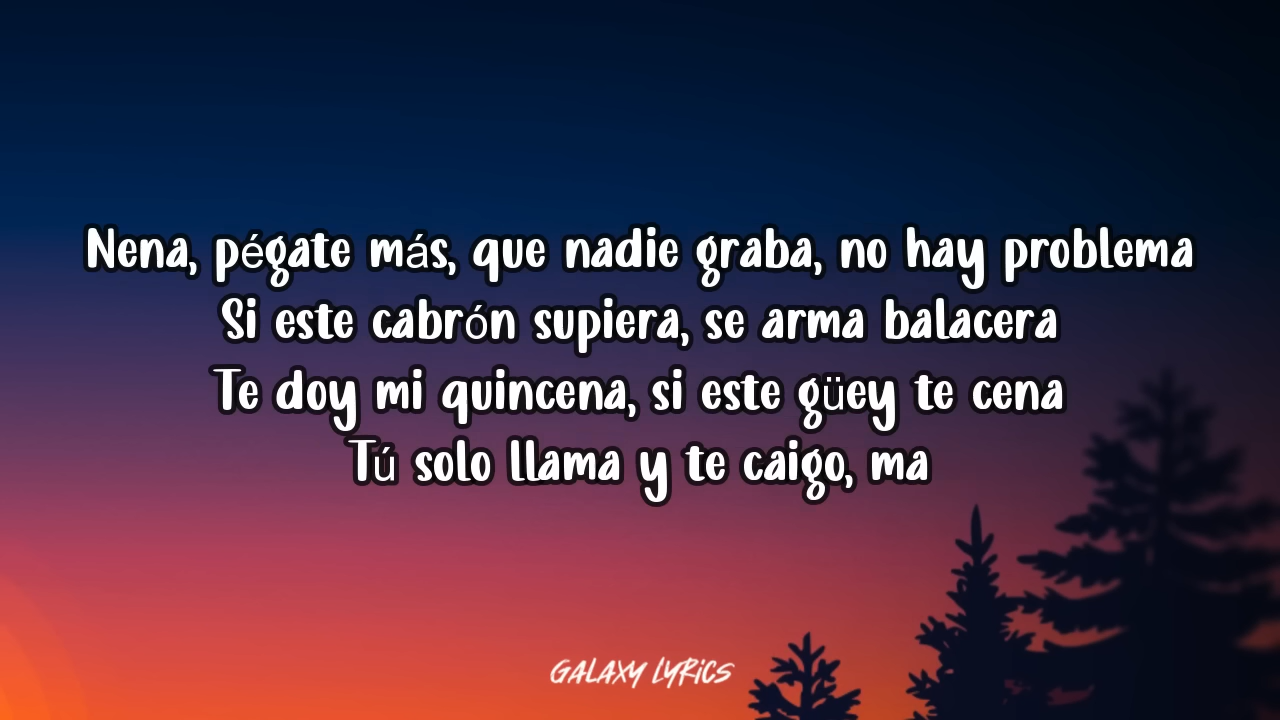 Nena, pégate más, que nadie graba, no hay problema
Si este cabrón supiera, se arma balacera
Te doy mi quincena, si este güey te cena
Tú solo llama y te caigo, ma
GALAXY LYRiCS